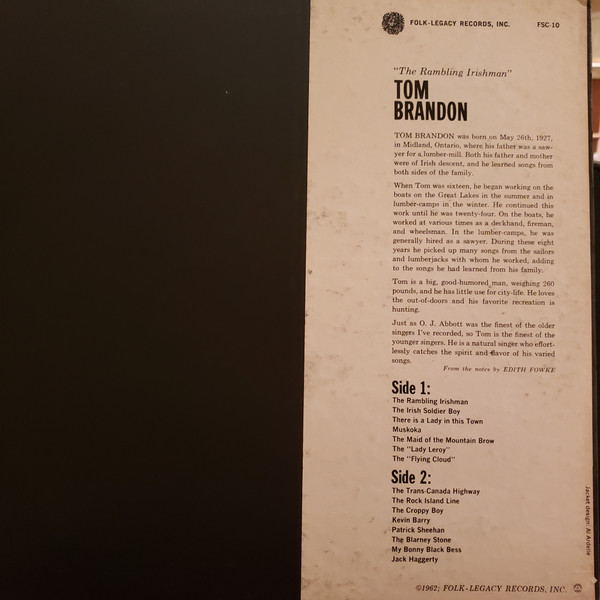 FOLK-LEGACY RECORDS, INC. FSC-10
"The Rambling Irishman"
TOM
BRANDON
TOM BRANDON was born on May 26th, 1927,
in Midland, Ontario, where his father was a saw-
yer for a lumber-mill. Both his father and mother
were of Irish descent, and he learned songs from
both sides of the family.
When Tom was sixteen, he began working on the
boats on the Great Lakes in the summer and in
lumber-camps in the winter. He continued this
work until he was twenty-four. On the boats, he
worked at various times as a deckhand, fireman,
and wheelsman. In the lumber-camps, he was
generally hired as a sawyer. During these eight
years he picked up many songs from the sailors
and lumberjacks with whom he worked, adding
to the songs he had learned from his family.
Tom is a big, good-humored man, weighing 260
pounds, and he has little use for city-life. He loves
the out-of-doors and his favorite recreation is
hunting.
Just as O. J. Abbott was the finest of the older
singers I've recorded, so Tom is the finest of the
younger singers. He is a natural singer who effort-
lessly catches the spirit and flavor of his varied
songs.
From the notes by EDITH FOWKE
Side 1:
The Rambling Irishman
The Irish Soldier Boy
There is a Lady in this Town
Muskoka
The Maid of the Mountain Brow
The "Lady Leroy"
The "Flying Cloud"
Side 2:
The Trans-Canada Highway
The Rock Island Line
The Croppy Boy
Kevin Barry
Patrick Sheehan
The Blarney Stone
My Bonny Black Bess
Jack Haggerty
Jacket design: Al Ardelle
©1962; FOLK-LEGACY RECORDS, INC.